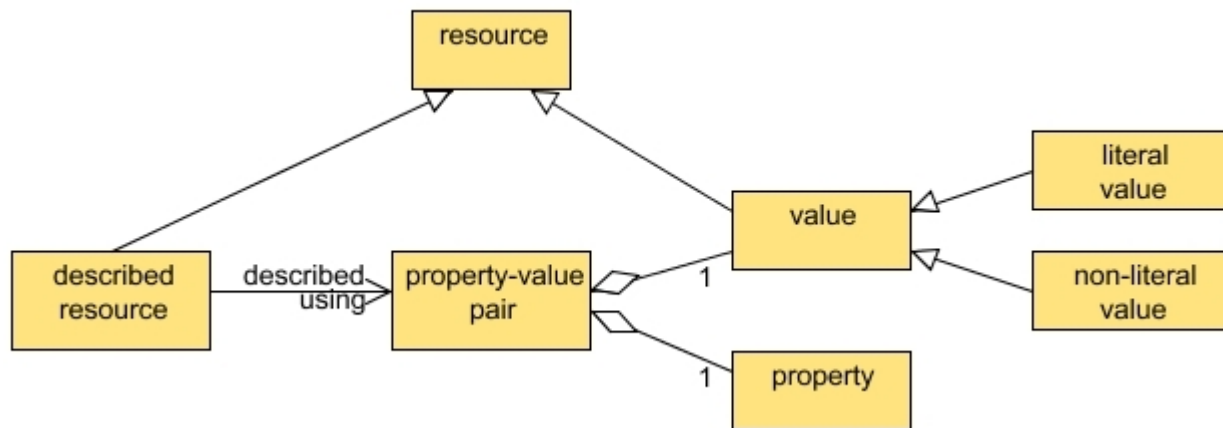 resource
literal
value
value
described
resource
described
using
property-value
pair
1
non-literal
value
1
property